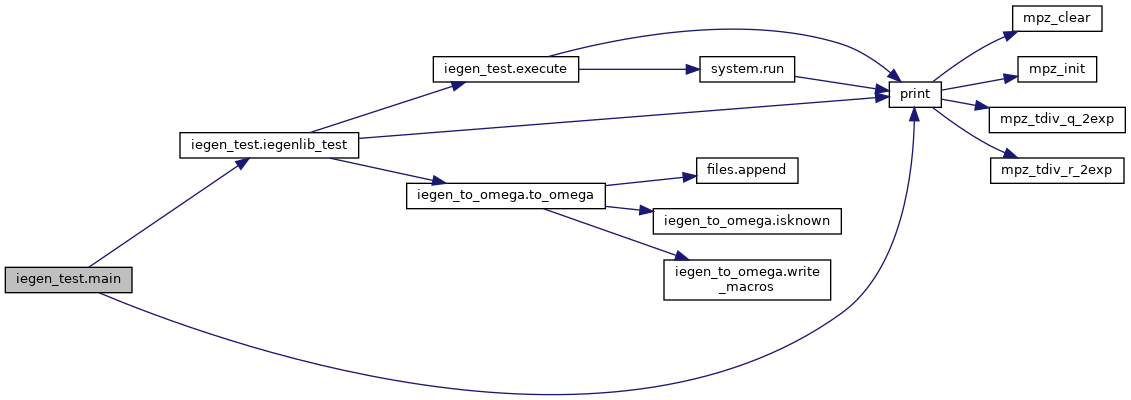 mpz_clear
iegen_test.execute
system.run
mpz_init
print
mpz_tdiv_q_2exp
iegen_test.iegenlib_test
files.append
mpz_tdiv_r_2exp
iegen_to_omega.to_omega
iegen_to_omega.isknown
iegen_test.main
iegen_to_omega.write
_macros